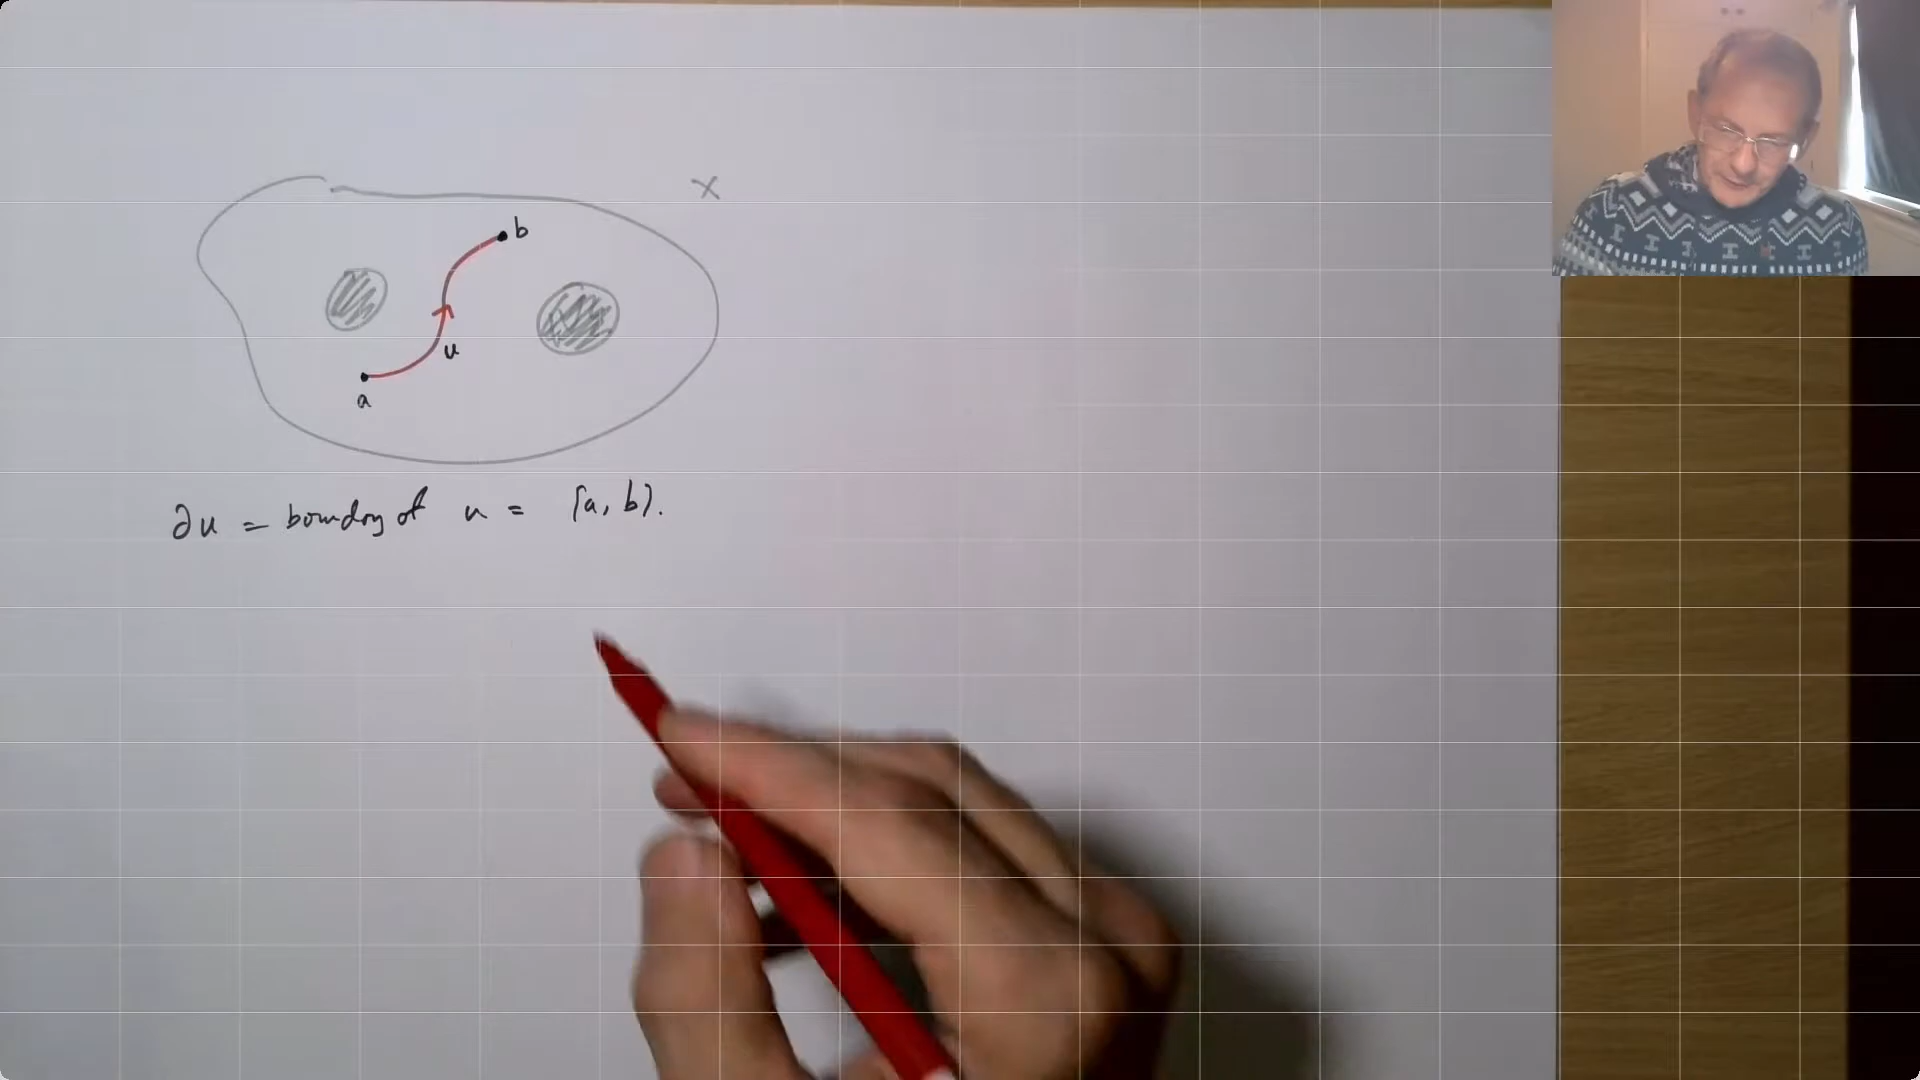 X
b
u
a
∂u = boundry of u = {a, b}.